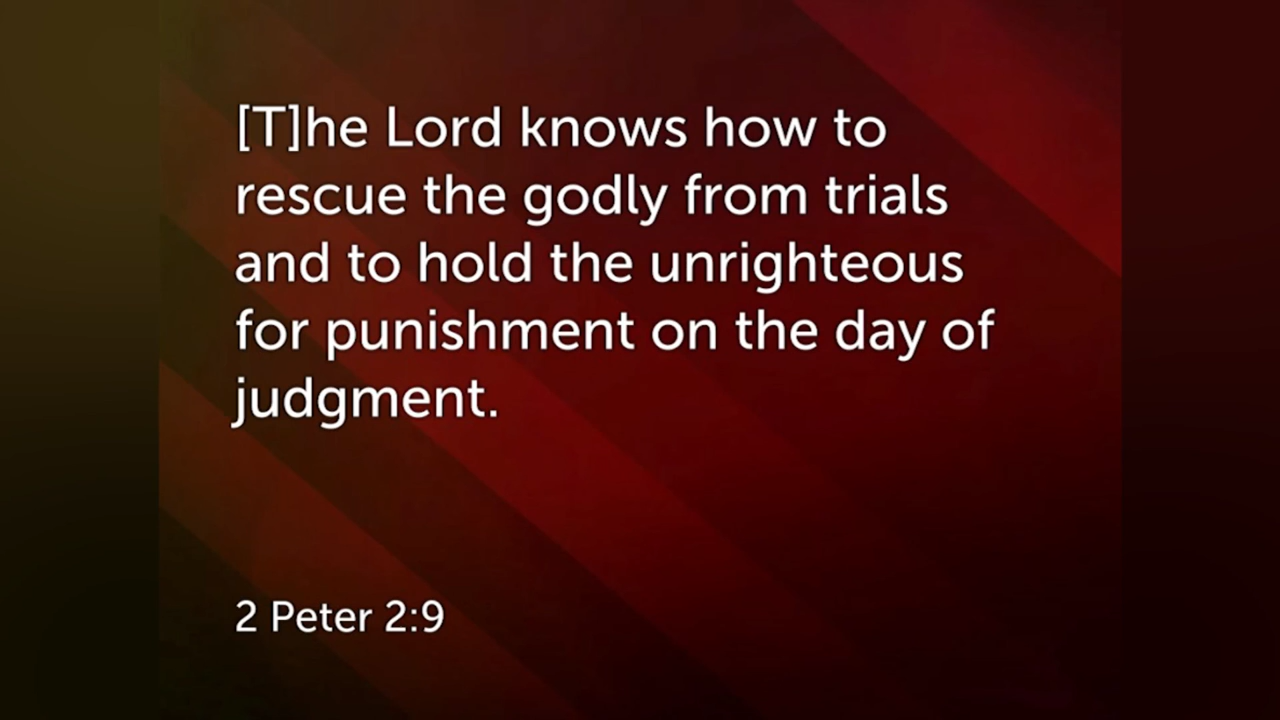 [T]he Lord knows how to
rescue the godly from trials
and to hold the unrighteous
for punishment on the day of
judgment.
2 Peter 2:9